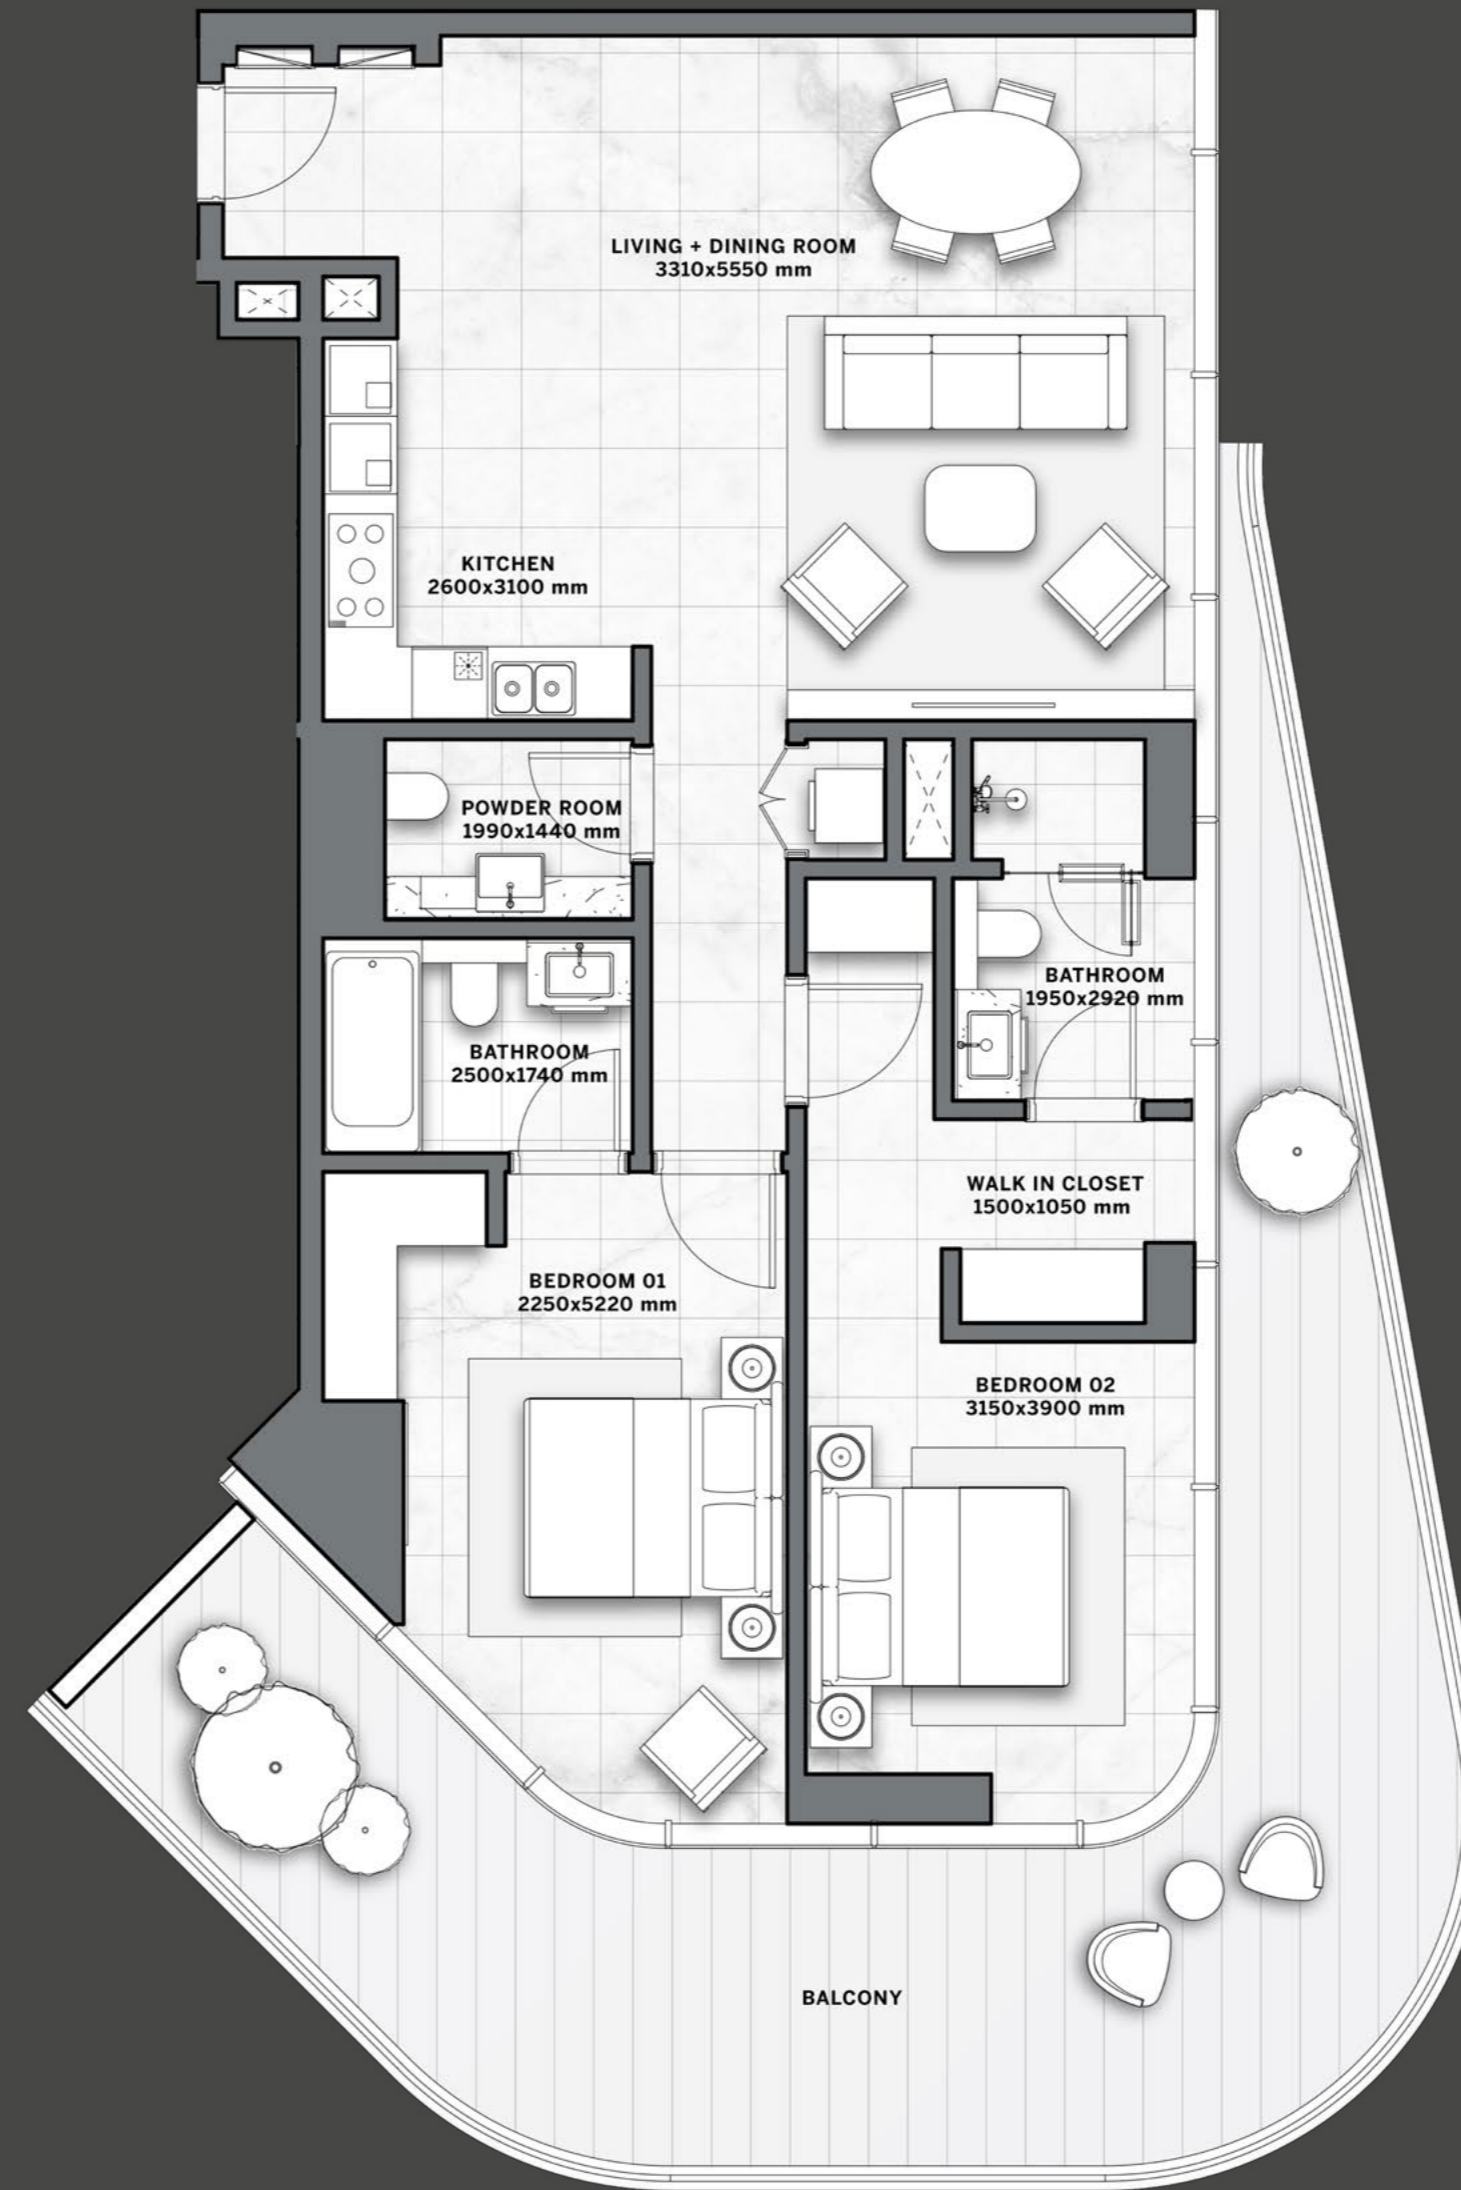 LIVING + DINING ROOM
3310x5550 mm
KITCHEN
2600x3100 mm
POWDER ROOM
1990x1440 mm
BATHROOM
1950x2920 mm
BATHROOM
2500x1740 mm
WALK IN CLOSET
1500x1050 mm
BEDROOM 01
2250x5220 mm
BEDROOM 02
3150x3900 mm
BALCONY